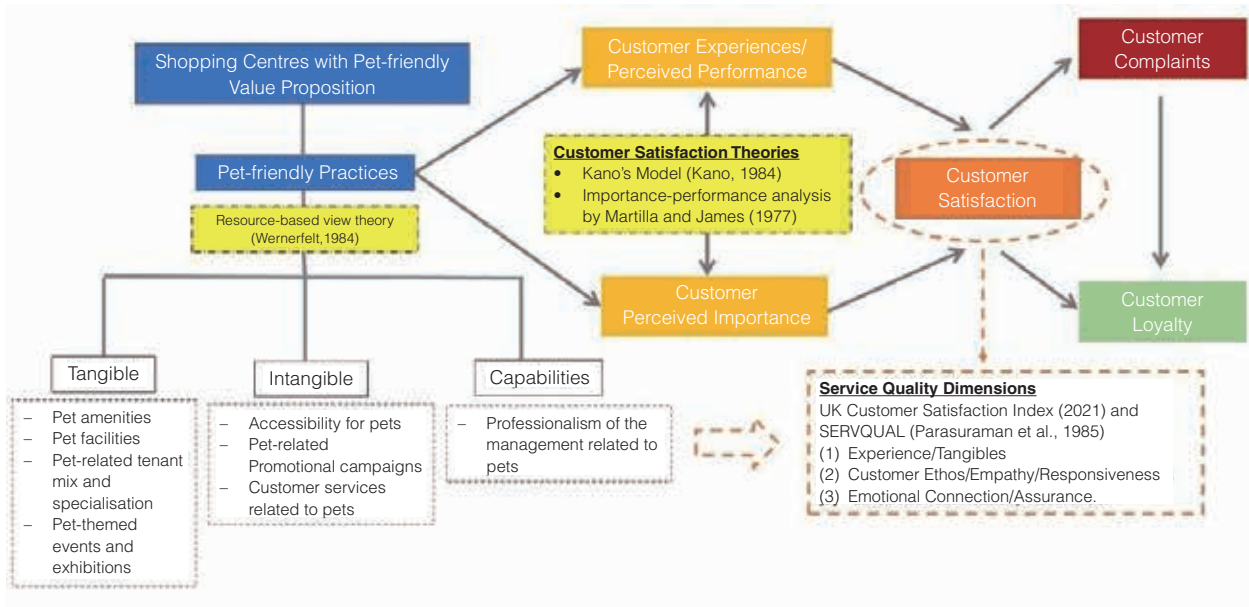 Shopping Centres with Pet-friendly
Value Proposition
Pet-friendly Practices
Resource-based view theory
(Wernerfelt,1984)
Tangible
– Pet amenities
– Pet facilities
– Pet-related tenant
mix and
specialisation
– Pet-themed
events and
exhibitions
Intangible
– Accessibility for pets
– Pet-related
Promotional campaigns
– Customer services
related to pets
Capabilities
– Professionalism of the
management related to
pets
Customer Experiences/
Perceived Performance
Customer Satisfaction Theories
• Kano's Model (Kano, 1984)
• Importance-performance analysis
by Martilla and James (1977)
Customer
Perceived Importance
Customer
Satisfaction
Customer
Complaints
Customer
Loyalty
Service Quality Dimensions
UK Customer Satisfaction Index (2021) and
SERVQUAL (Parasuraman et al., 1985)
(1) Experience/Tangibles
(2) Customer Ethos/Empathy/Responsiveness
(3) Emotional Connection/Assurance.